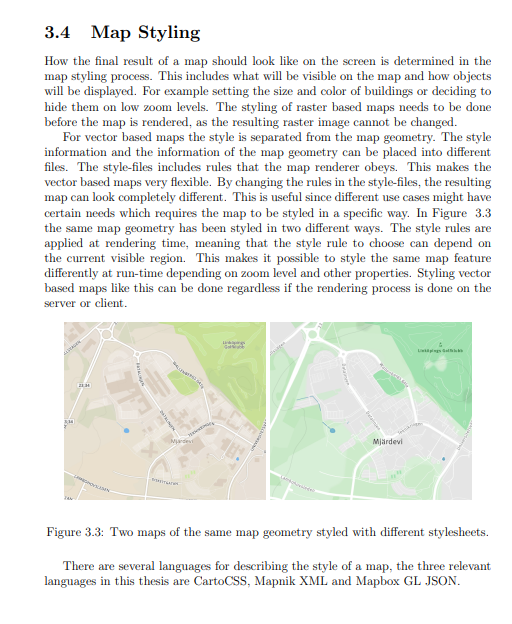 3.4 Map Styling
How the final result of a map should look like on the screen is determined in the
map styling process. This includes what will be visible on the map and how objects
will be displayed. For example setting the size and color of buildings or deciding to
hide them on low zoom levels. The styling of raster based maps needs to be done
before the map is rendered, as the resulting raster image cannot be changed.
For vector based maps the style is separated from the map geometry. The style
information and the information of the map geometry can be placed into different
files. The style-files includes rules that the map renderer obeys. This makes the
vector based maps very flexible. By changing the rules in the style-files, the resulting
map can look completely different. This is useful since different use cases might have
certain needs which requires the map to be styled in a specific way. In Figure 3.3
the same map geometry has been styled in two different ways. The style rules are
applied at rendering time, meaning that the style rule to choose can depend on
the current visible region. This makes it possible to style the same map feature
differently at run-time depending on zoom level and other properties. Styling vector
based maps like this can be done regardless if the rendering process is done on the
server or client.
Linköpings
Golfklubb
Linköpings Golfklubb
Mjärdevi
Mjärdevi
Figure 3.3: Two maps of the same map geometry styled with different stylesheets.
There are several languages for describing the style of a map, the three relevant
languages in this thesis are CartoCSS, Mapnik XML and Mapbox GL JSON.